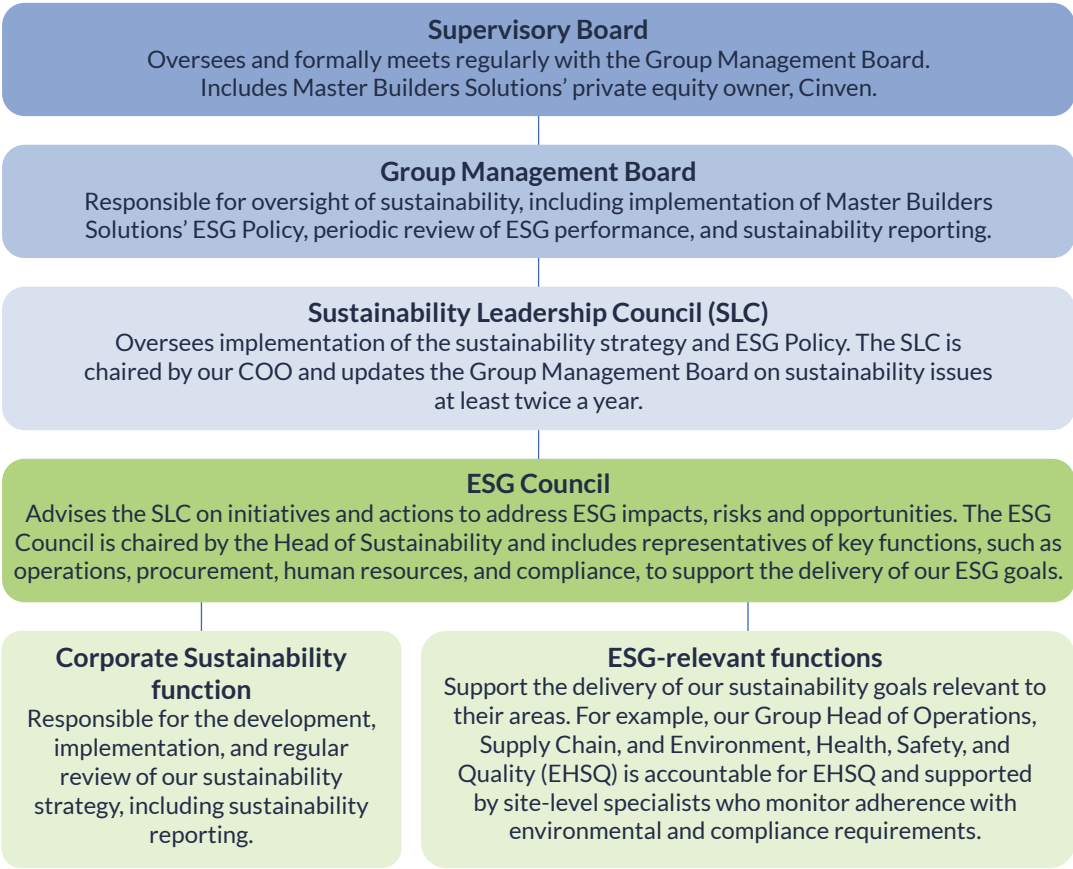 Supervisory Board
Oversees and formally meets regularly with the Group Management Board.
Includes Master Builders Solutions’ private equity owner, Cinven.
Group Management Board
Responsible for oversight of sustainability, including implementation of Master Builders
Solutions’ ESG Policy, periodic review of ESG performance, and sustainability reporting.
Sustainability Leadership Council (SLC)
Oversees implementation of the sustainability strategy and ESG Policy. The SLC is
chaired by our COO and updates the Group Management Board on sustainability issues
at least twice a year.
ESG Council
Advises the SLC on initiatives and actions to address ESG impacts, risks and opportunities. The ESG
Council is chaired by the Head of Sustainability and includes representatives of key functions, such as
operations, procurement, human resources, and compliance, to support the delivery of our ESG goals.
Corporate Sustainability
function
Responsible for the development,
implementation, and regular
review of our sustainability
strategy, including sustainability
reporting.
ESG-relevant functions
Support the delivery of our sustainability goals relevant to
their areas. For example, our Group Head of Operations,
Supply Chain, and Environment, Health, Safety, and
Quality (EHSQ) is accountable for EHSQ and supported
by site-level specialists who monitor adherence with
environmental and compliance requirements.